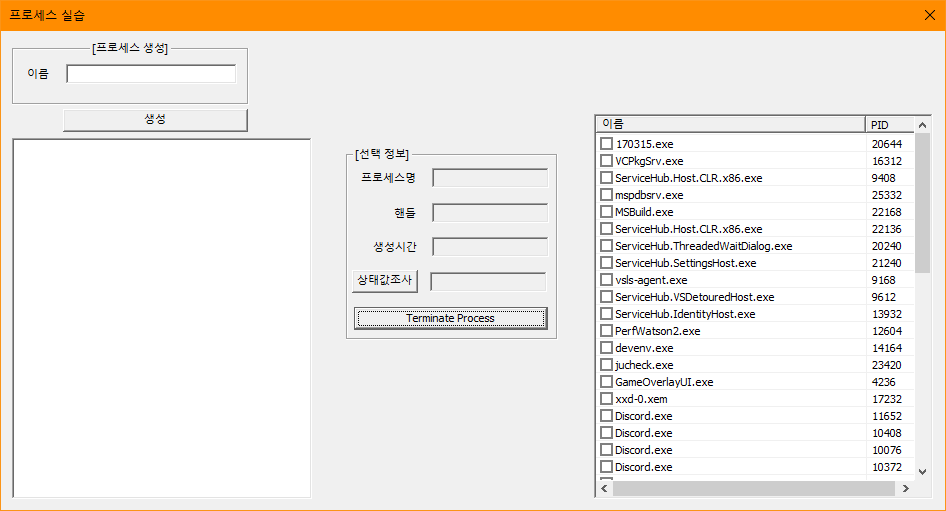 프로세스 실습
[프로세스 생성]
이름
생성
[선택 정보]
프로세스명
핸들
생성시간
상태값조사
Terminate Process
이름 PID
170315.exe 20644
VCPkgSrv.exe 16312
ServiceHub.Host.CLR.x86.exe 9408
mspdbsrv.exe 25332
MSBuild.exe 22168
ServiceHub.Host.CLR.x86.exe 22136
ServiceHub.ThreadedWaitDialog.exe 20240
ServiceHub.SettingsHost.exe 21240
vsls-agent.exe 9168
ServiceHub.VSDetouredHost.exe 9612
ServiceHub.IdentityHost.exe 13932
PerfWatson2.exe 12604
devenv.exe 14164
jucheck.exe 23420
GameOverlayUI.exe 4236
xxd-0.xem 17232
Discord.exe 11652
Discord.exe 10408
Discord.exe 10076
Discord.exe 10372